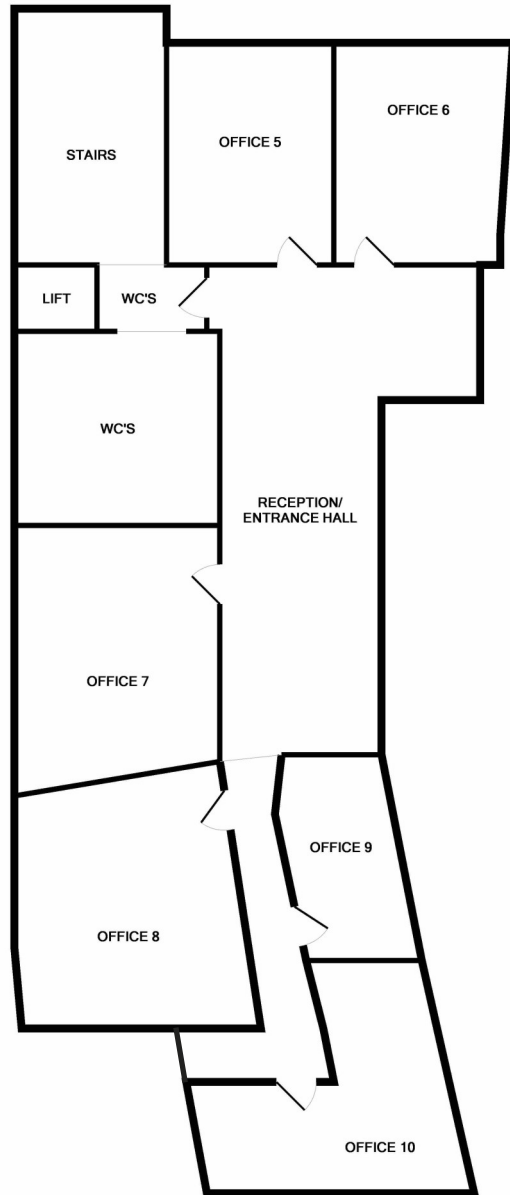 OFFICE 6
OFFICE 5
STAIRS
LIFT
WC'S
WC'S
RECEPTION/
ENTRANCE HALL
OFFICE 7
OFFICE 9
OFFICE 8
OFFICE 10